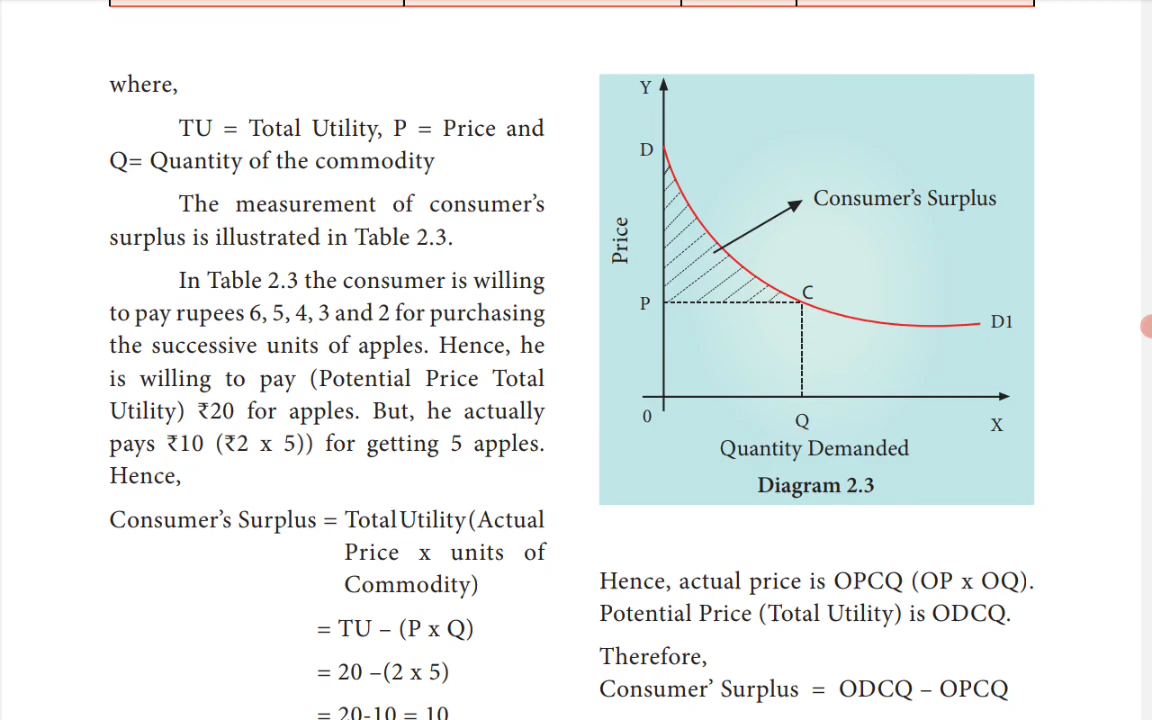 where,
TU = Total Utility, P = Price and
Q= Quantity of the commodity
The measurement of consumer's
surplus is illustrated in Table 2.3.
In Table 2.3 the consumer is willing
to pay rupees 6, 5, 4, 3 and 2 for purchasing
the successive units of apples. Hence, he
is willing to pay (Potential Price Total
Utility) ₹20 for apples. But, he actually
pays ₹10 (₹2 x 5)) for getting 5 apples.
Hence,
Consumer's Surplus = Total Utility (Actual
Price x units of
Commodity)
= TU – (P x Q)
= 20 –(2 x 5)
= 20-10 = 10
Y
D
Consumer's Surplus
Price
P
C
D1
0
Q
X
Quantity Demanded
Diagram 2.3
Hence, actual price is OPCQ (OP x OQ).
Potential Price (Total Utility) is ODCQ.
Therefore,
Consumer' Surplus = ODCQ – OPCQ